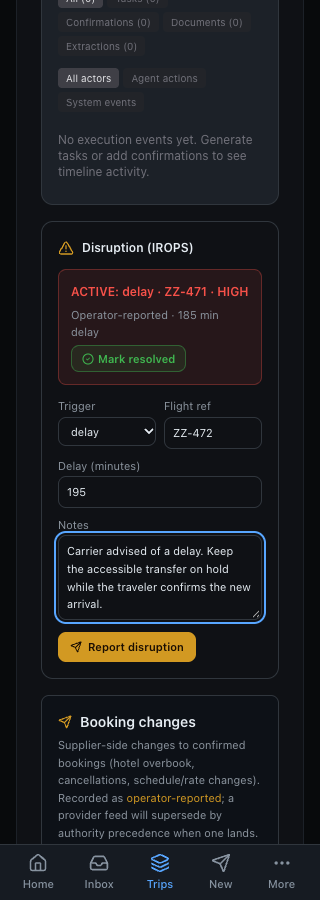 All (0) Tasks (0)
Confirmations (0) Documents (0)
Extractions (0)
All actors Agent actions
System events
No execution events yet. Generate
tasks or add confirmations to see
timeline activity.
Disruption (IROPS)
ACTIVE: delay · ZZ-471 · HIGH
Operator-reported · 185 min
delay
Mark resolved
Trigger Flight ref
delay ZZ-472
Delay (minutes)
195
Notes
Carrier advised of a delay. Keep
the accessible transfer on hold
while the traveler confirms the new
arrival.
Report disruption
Booking changes
Supplier-side changes to confirmed
bookings (hotel overbook,
cancellations, schedule/rate changes).
Recorded as operator-reported; a
provider feed will supersede by
authority precedence when one lands.
Home Inbox Trips New More